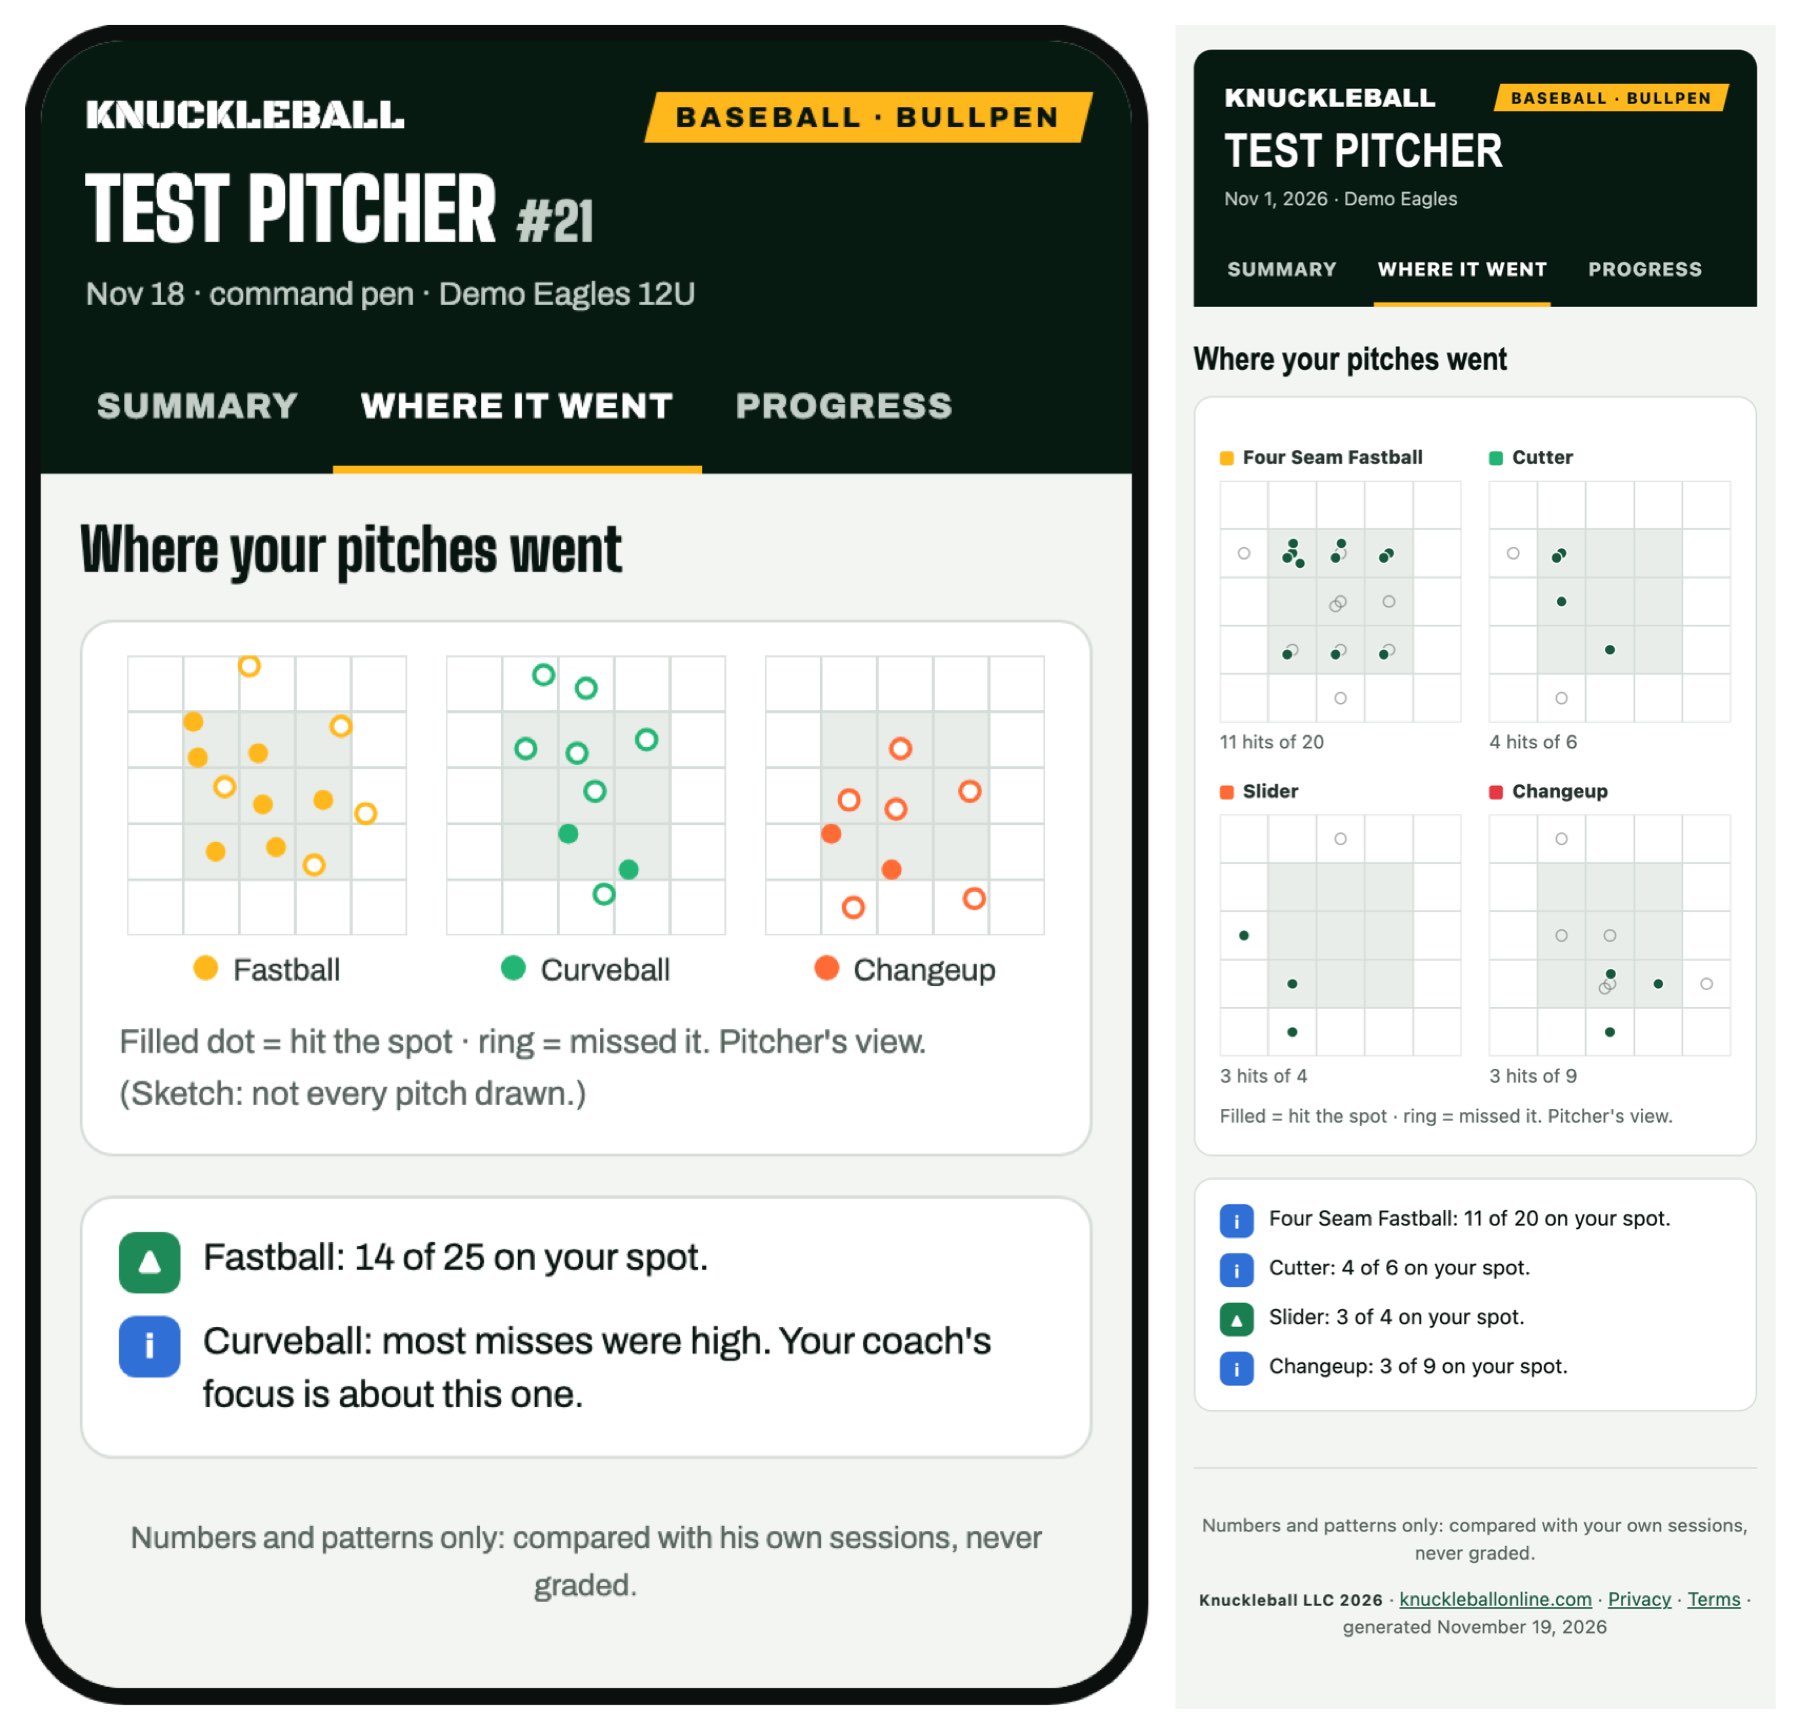 KNUCKLEBALL
BASEBALL · BULLPEN
TEST PITCHER #21
Nov 18 · command pen · Demo Eagles 12U
SUMMARY WHERE IT WENT PROGRESS
Where your pitches went
Fastball Curveball Changeup
Filled dot = hit the spot · ring = missed it. Pitcher's view.
(Sketch: not every pitch drawn.)
Fastball: 14 of 25 on your spot.
i Curveball: most misses were high. Your coach's
focus is about this one.
Numbers and patterns only: compared with his own sessions, never
graded.
KNUCKLEBALL
BASEBALL · BULLPEN
TEST PITCHER
Nov 1, 2026 · Demo Eagles
SUMMARY WHERE IT WENT PROGRESS
Where your pitches went
Four Seam Fastball Cutter
11 hits of 20 4 hits of 6
Slider Changeup
3 hits of 4 3 hits of 9
Filled = hit the spot · ring = missed it. Pitcher's view.
i Four Seam Fastball: 11 of 20 on your spot.
i Cutter: 4 of 6 on your spot.
Slider: 3 of 4 on your spot.
i Changeup: 3 of 9 on your spot.
Numbers and patterns only: compared with your own sessions,
never graded.
Knuckleball LLC 2026 · knuckleballonline.com · Privacy · Terms ·
generated November 19, 2026